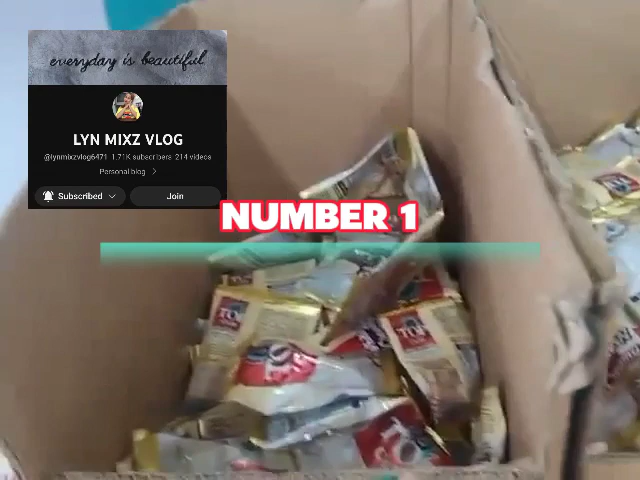 everyday is beautiful
LYN MIXZ VLOG
@lynmixzvlog6471 1.71K subscribers 214 videos
Personal blog
Subscribed
Join
NUMBER 1